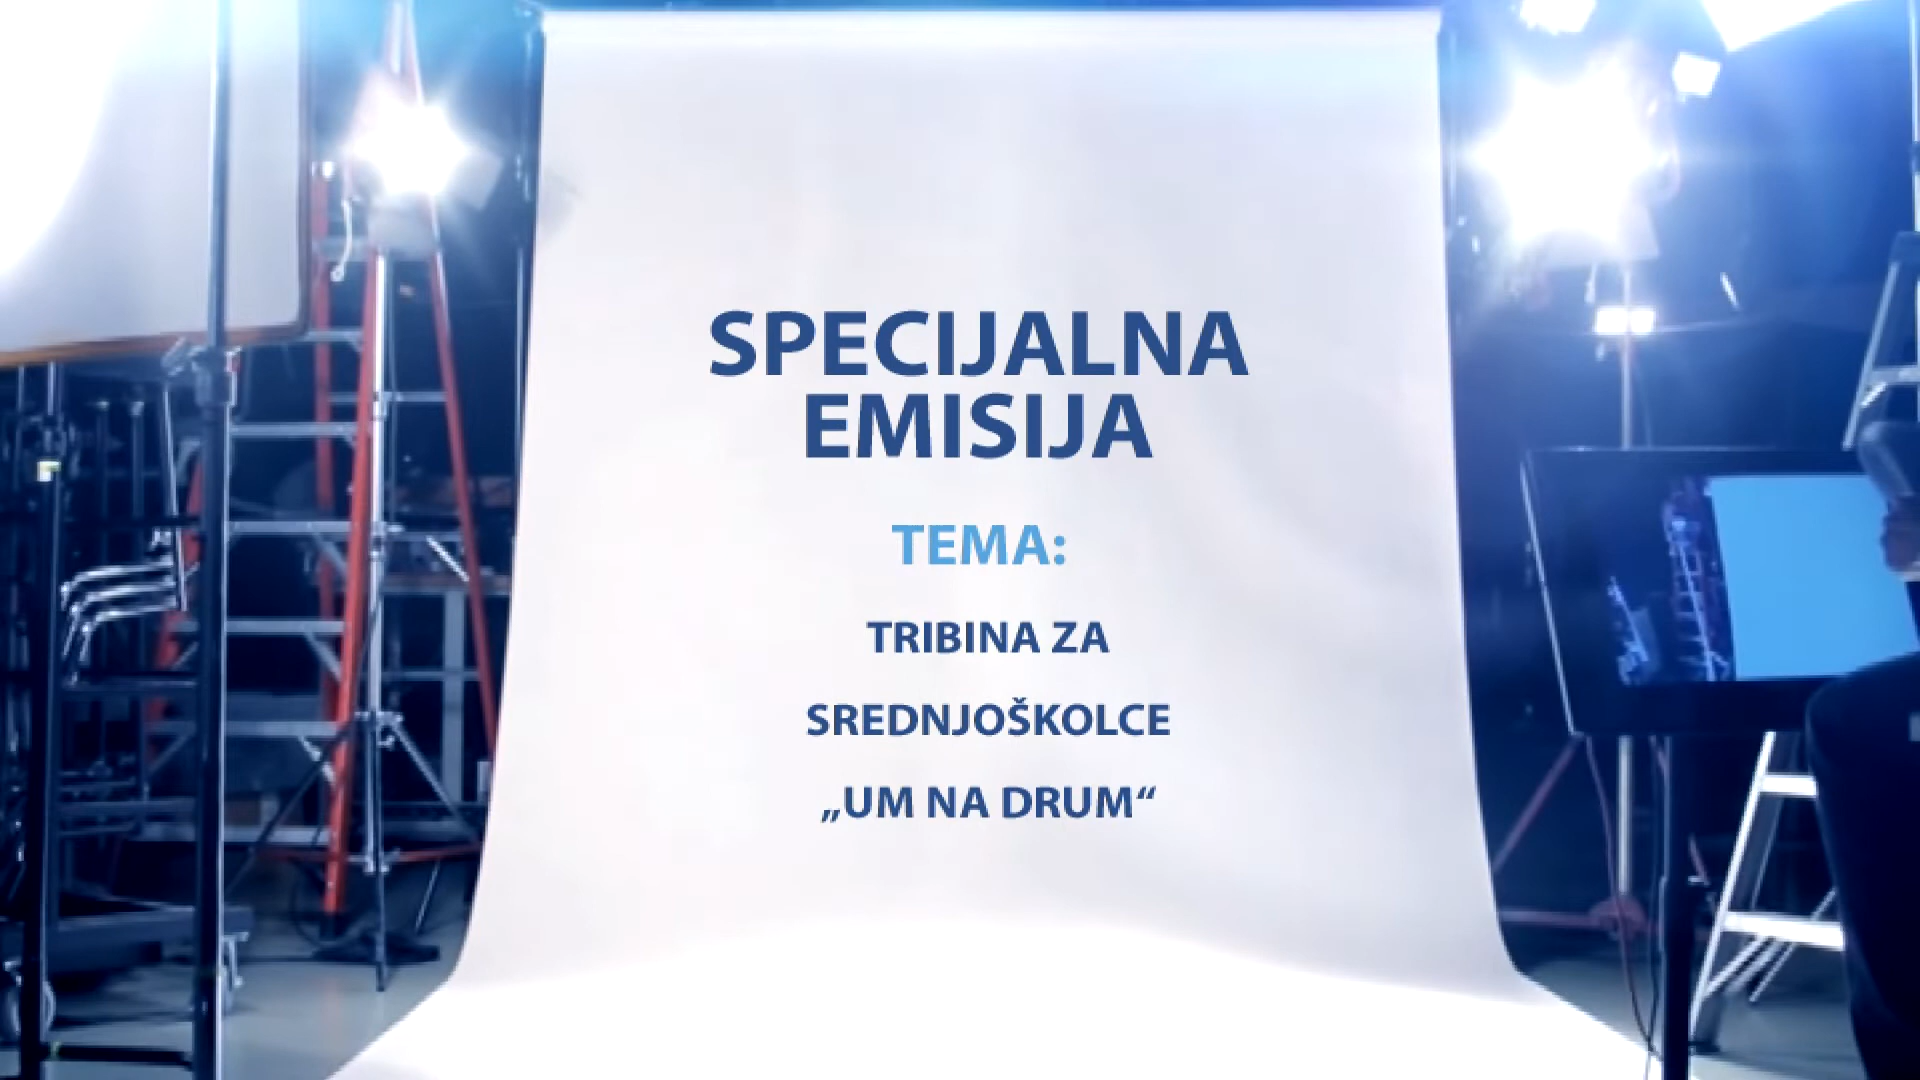 SPECIJALNA
EMISIJA
TEMA:
TRIBINA ZA
SREDNJOŠKOLCE
„UM NA DRUM“